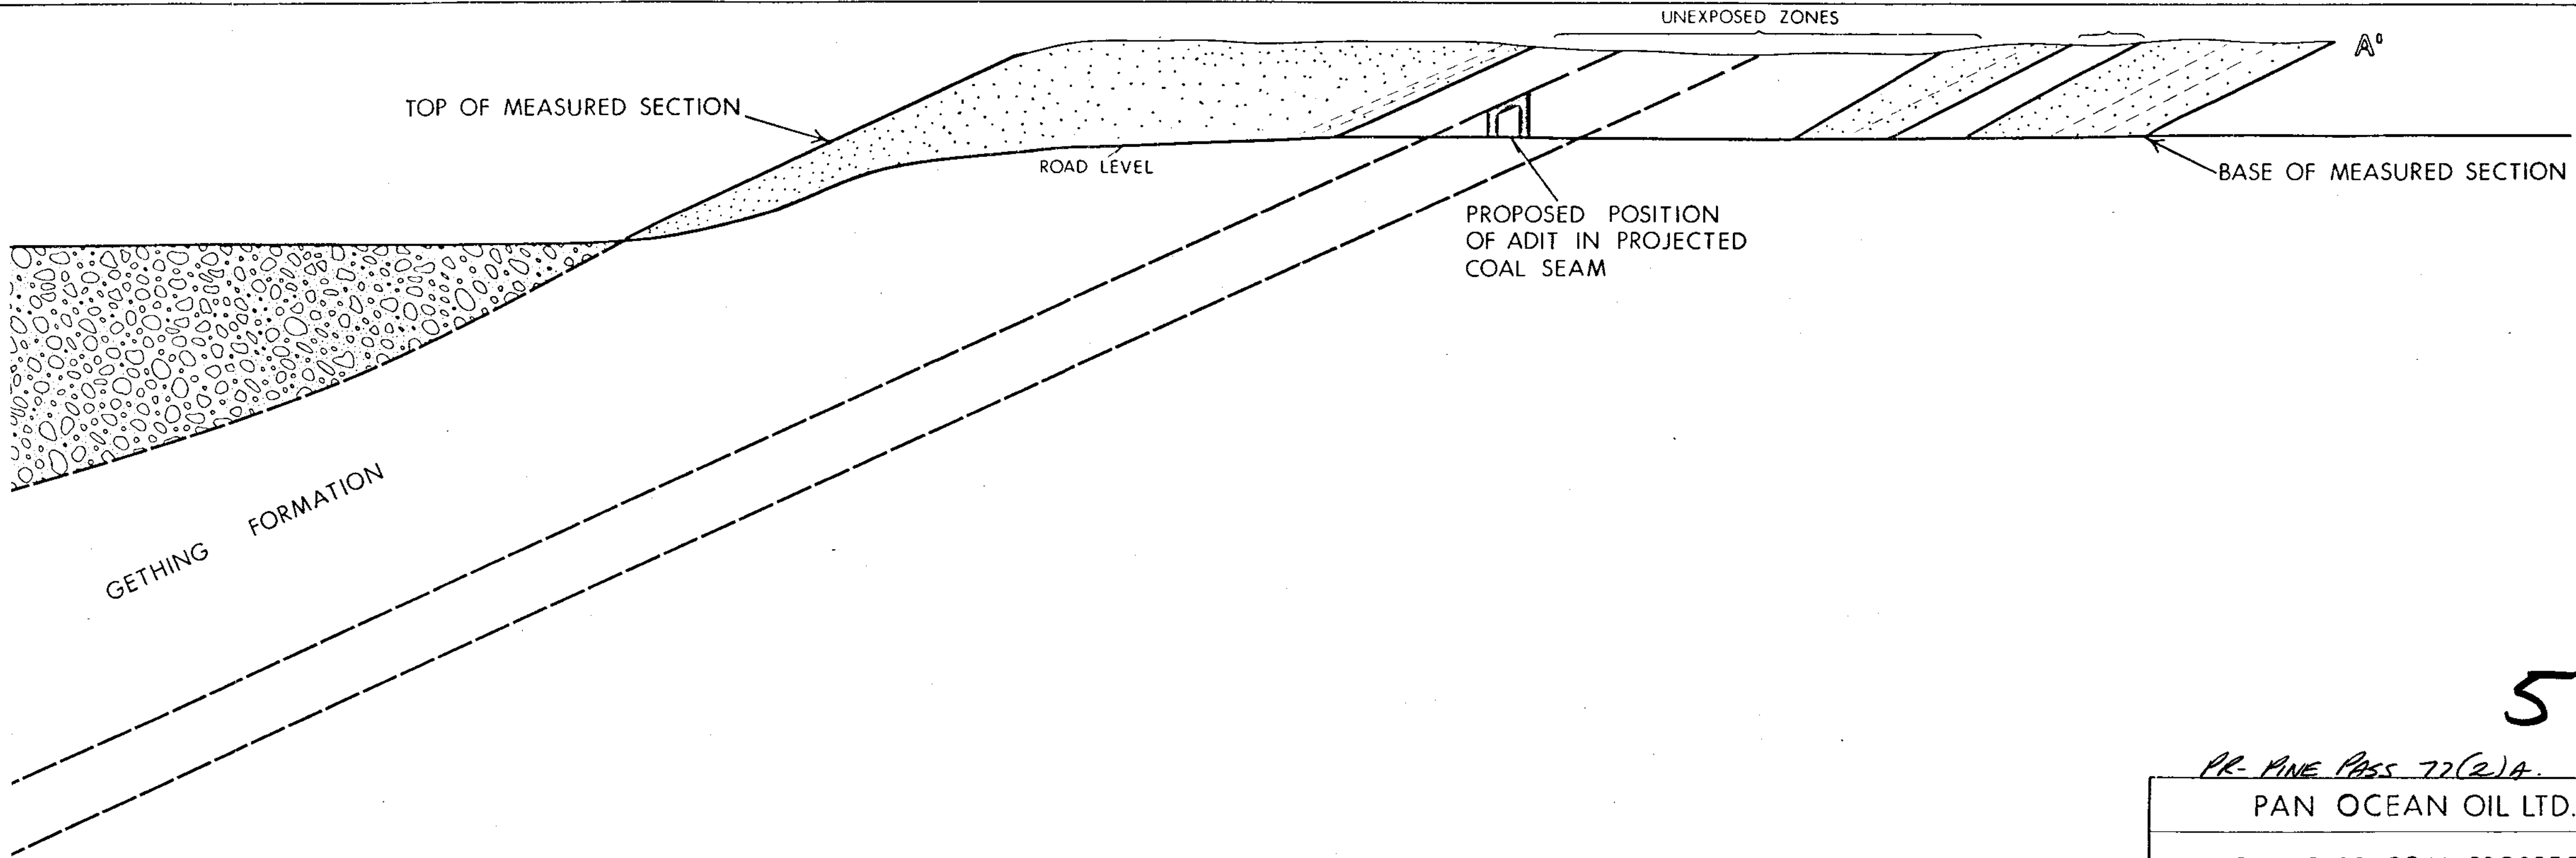 UNEXPOSED ZONES
A'
TOP OF MEASURED SECTION
ROAD LEVEL
BASE OF MEASURED SECTION
PROPOSED POSITION
OF ADIT IN PROJECTED
COAL SEAM
GETHING FORMATION
5
PR- PINE PASS 77(2)A.
PAN OCEAN OIL LTD.